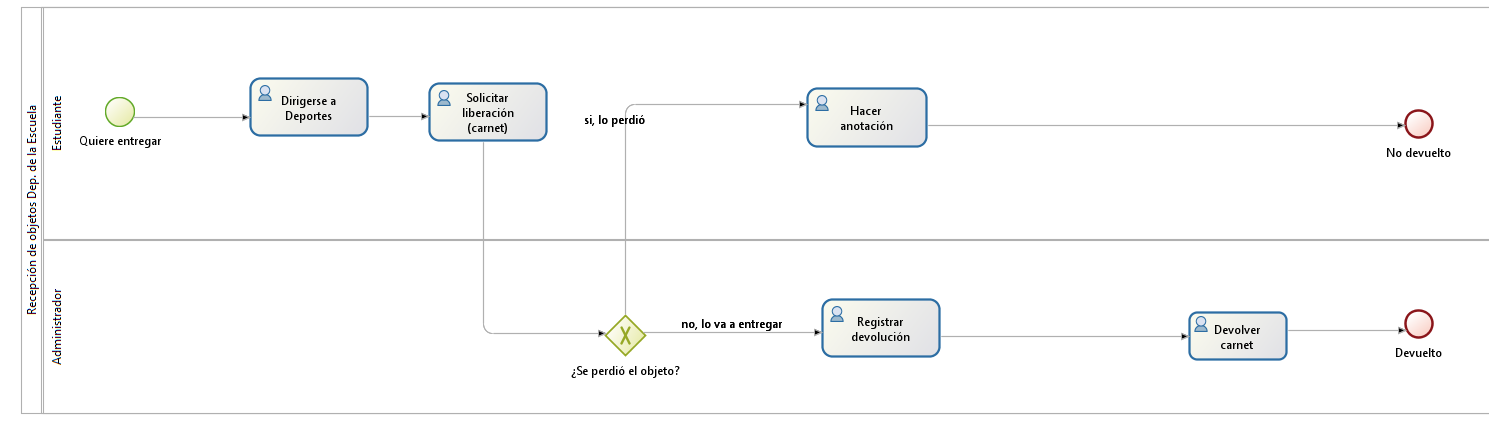 Recepción de objetos Dep. de la Escuela
Estudiante
Quiere entregar
Dirigerse a
Deportes
Solicitar
liberación
(carnet)
si, lo perdió
Hacer
anotación
No devuelto
Administrador
¿Se perdió el objeto?
no, lo va a entregar
Registrar
devolución
Devolver
carnet
Devuelto